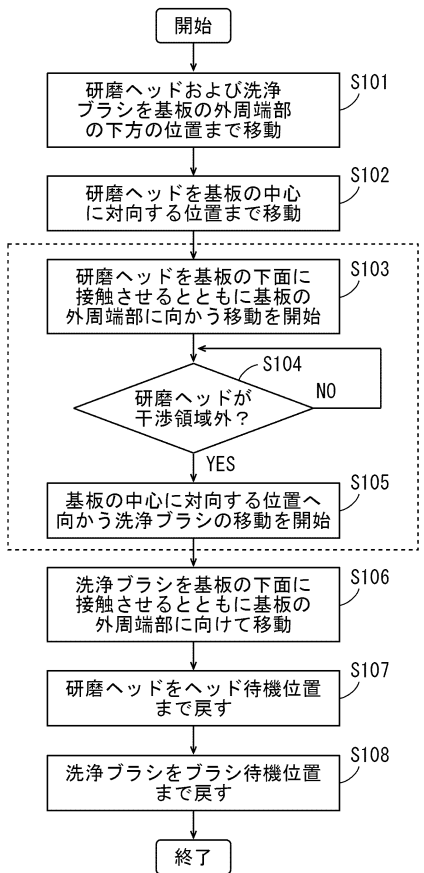 開始
研磨ヘッドおよび洗浄
ブラシを基板の外周端部
の下方の位置まで移動
S101
研磨ヘッドを基板の中心
に対向する位置まで移動
S102
研磨ヘッドを基板の下面に
接触させるとともに基板の
外周端部に向かう移動を開始
S103
研磨ヘッドが
干渉領域外？
S104
NO
YES
基板の中心に対向する位置へ
向かう洗浄ブラシの移動を開始
S105
洗浄ブラシを基板の下面に
接触させるとともに基板の
外周端部に向けて移動
S106
研磨ヘッドをヘッド待機位置
まで戻す
S107
洗浄ブラシをブラシ待機位置
まで戻す
S108
終了